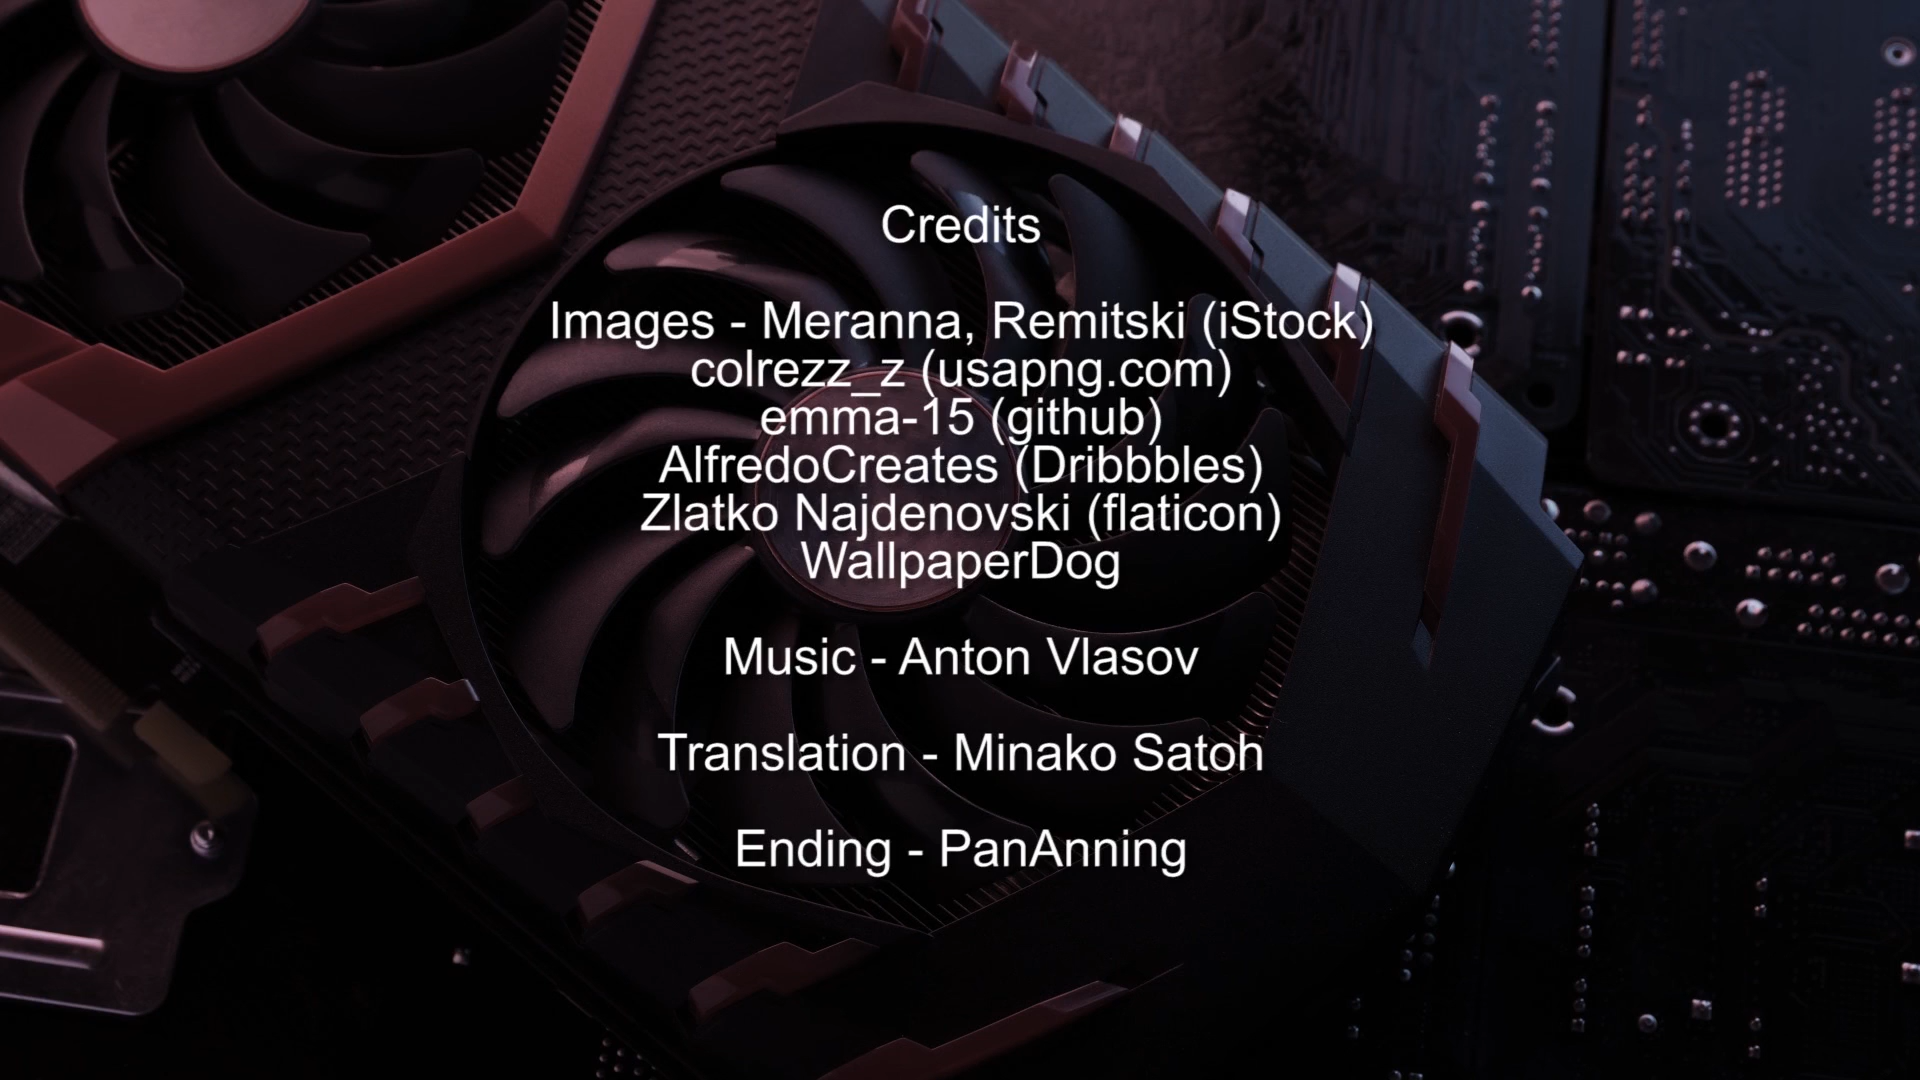 Credits
Images - Meranna, Remitski (iStock)
colrezz_z (usapng.com)
emma-15 (github)
AlfredoCreates (Dribbbles)
Zlatko Najdenovski (flaticon)
WallpaperDog
Music - Anton Vlasov
Translation - Minako Satoh
Ending - PanAnning